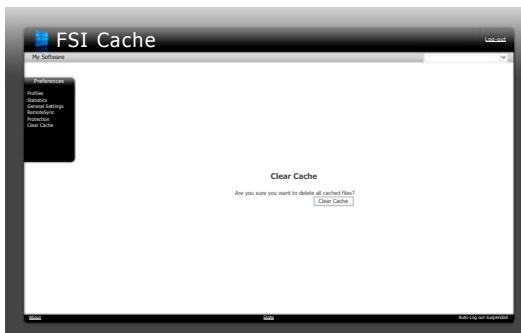 FSI Cache
Log-out
My Software
Preferences
Profiles
Statistics
General Settings
RemoteSync
Protection
Clear Cache
Clear Cache
Are you sure you want to delete all cached files?
Clear Cache
About
State
Auto-Log out suspended